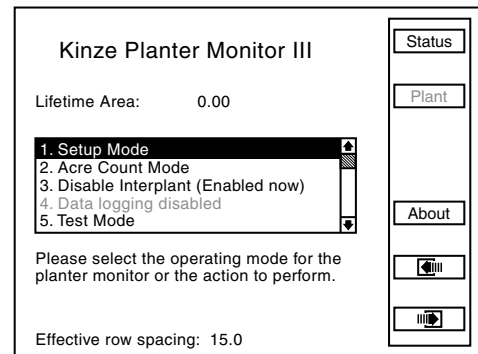 Kinze Planter Monitor III
Lifetime Area: 0.00
1. Setup Mode
2. Acre Count Mode
3. Disable Interplant (Enabled now)
4. Data logging disabled
5. Test Mode
Please select the operating mode for the
planter monitor or the action to perform.
Effective row spacing: 15.0
Status
Plant
About